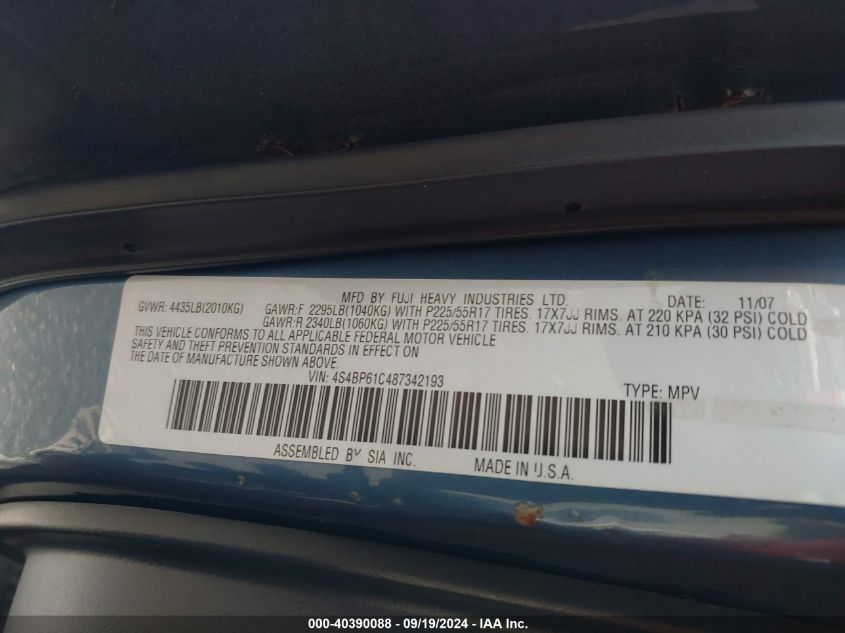 MFD BY FUJI HEAVY INDUSTRIES LTD. DATE: 11/07
GVWR: 4435LB(2010KG) GAWR:F 2295LB(1040KG) WITH P225/55R17 TIRES. 17X7JJ RIMS. AT 220 KPA (32 PSI) COLD
GAWR:R 2340LB(1060KG) WITH P225/55R17 TIRES. 17X7JJ RIMS. AT 210 KPA (30 PSI) COLD
THIS VEHICLE CONFORMS TO ALL APPLICABLE FEDERAL MOTOR VEHICLE
SAFETY AND THEFT PREVENTION STANDARDS IN EFFECT ON
THE DATE OF MANUFACTURE SHOWN ABOVE.
VIN: 4S4BP61C487342193 TYPE: MPV
ASSEMBLED BY SIA INC. MADE IN U.S.A.
000-40390088 - 09/19/2024 - IAA Inc.